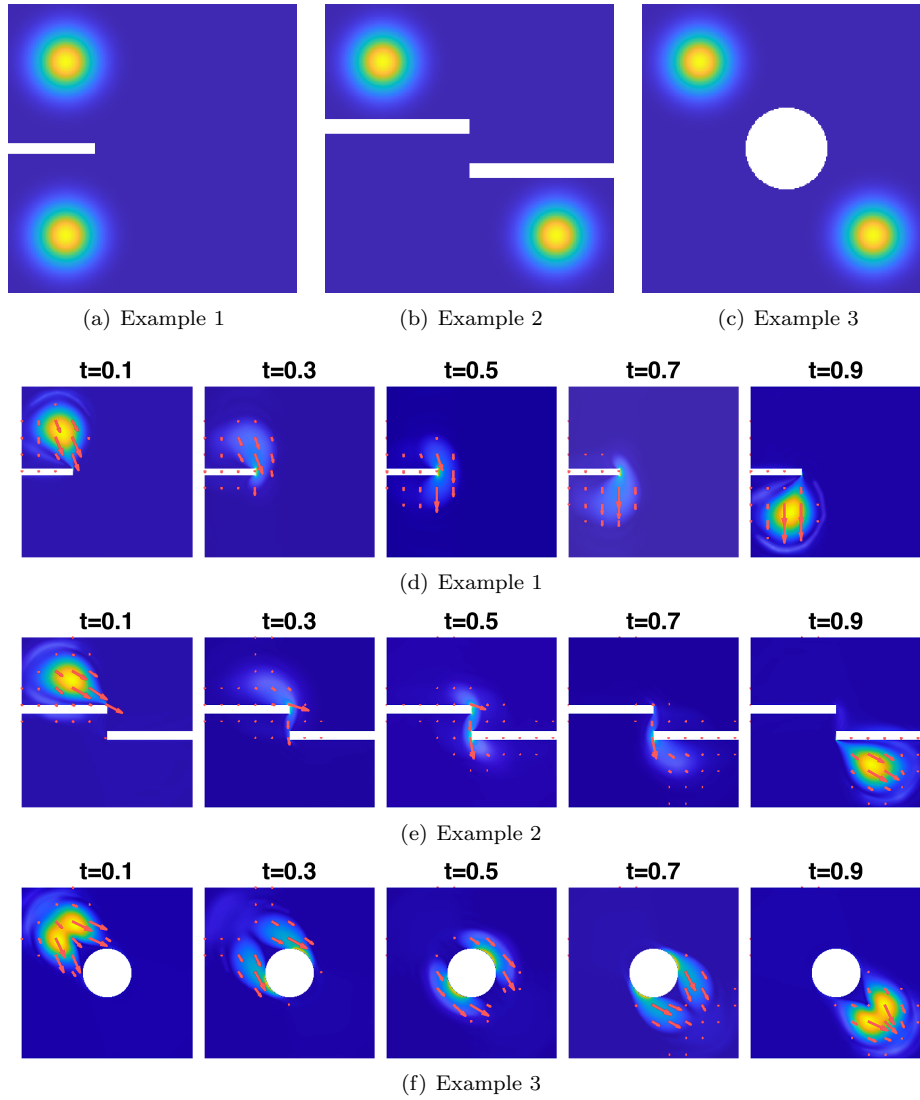 (a) Example 1 (b) Example 2 (c) Example 3
t=0.1 t=0.3 t=0.5 t=0.7 t=0.9
(d) Example 1
t=0.1 t=0.3 t=0.5 t=0.7 t=0.9
(e) Example 2
t=0.1 t=0.3 t=0.5 t=0.7 t=0.9
(f) Example 3